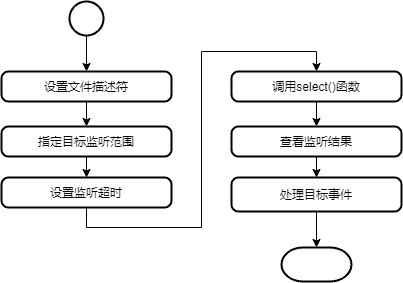 设置文件描述符
指定目标监听范围
设置监听超时
调用select()函数
查看监听结果
处理目标事件